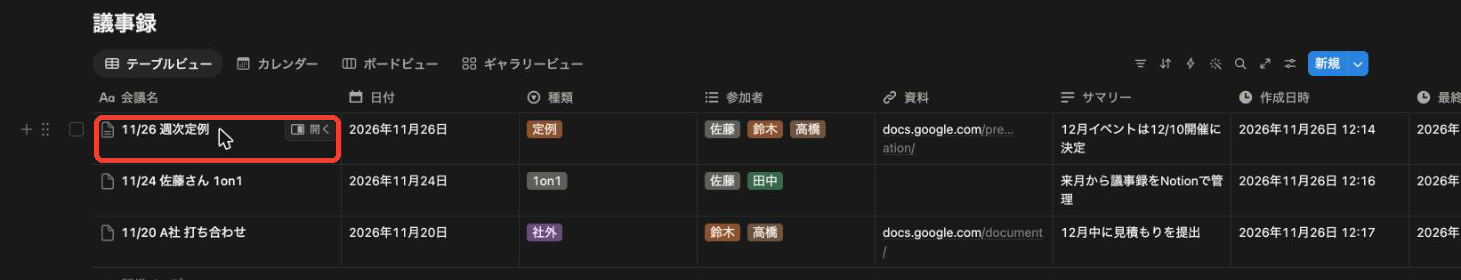 議事録
テーブルビュー カレンダー ボードビュー ギャラリービュー 新規
Aa 会議名 日付 種類 参加者 資料 サマリー 作成日時 最終
11/26 週次定例 開く 2026年11月26日 定例 佐藤 鈴木 高橋 docs.google.com/pre... 12月イベントは12/10開催に 2026年11月26日 12:14 2026年
ation/ 決定
11/24 佐藤さん 1on1 2026年11月24日 1on1 佐藤 田中 来月から議事録をNotionで管 2026年11月26日 12:16 2026年
理
11/20 A社 打ち合わせ 2026年11月20日 社外 鈴木 高橋 docs.google.com/document 12月中に見積もりを提出 2026年11月26日 12:17 2026年
/